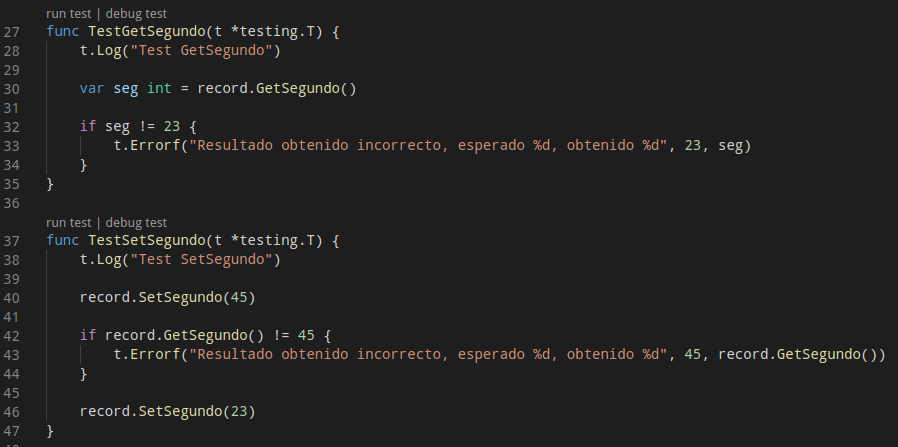 run test | debug test
27 func TestGetSegundo(t *testing.T) {
28 t.Log("Test GetSegundo")
29
30 var seg int = record.GetSegundo()
31
32 if seg != 23 {
33 t.Errorf("Resultado obtenido incorrecto, esperado %d, obtenido %d", 23, seg)
34 }
35 }
36
run test | debug test
37 func TestSetSegundo(t *testing.T) {
38 t.Log("Test SetSegundo")
39
40 record.SetSegundo(45)
41
42 if record.GetSegundo() != 45 {
43 t.Errorf("Resultado obtenido incorrecto, esperado %d, obtenido %d", 45, record.GetSegundo())
44 }
45
46 record.SetSegundo(23)
47 }